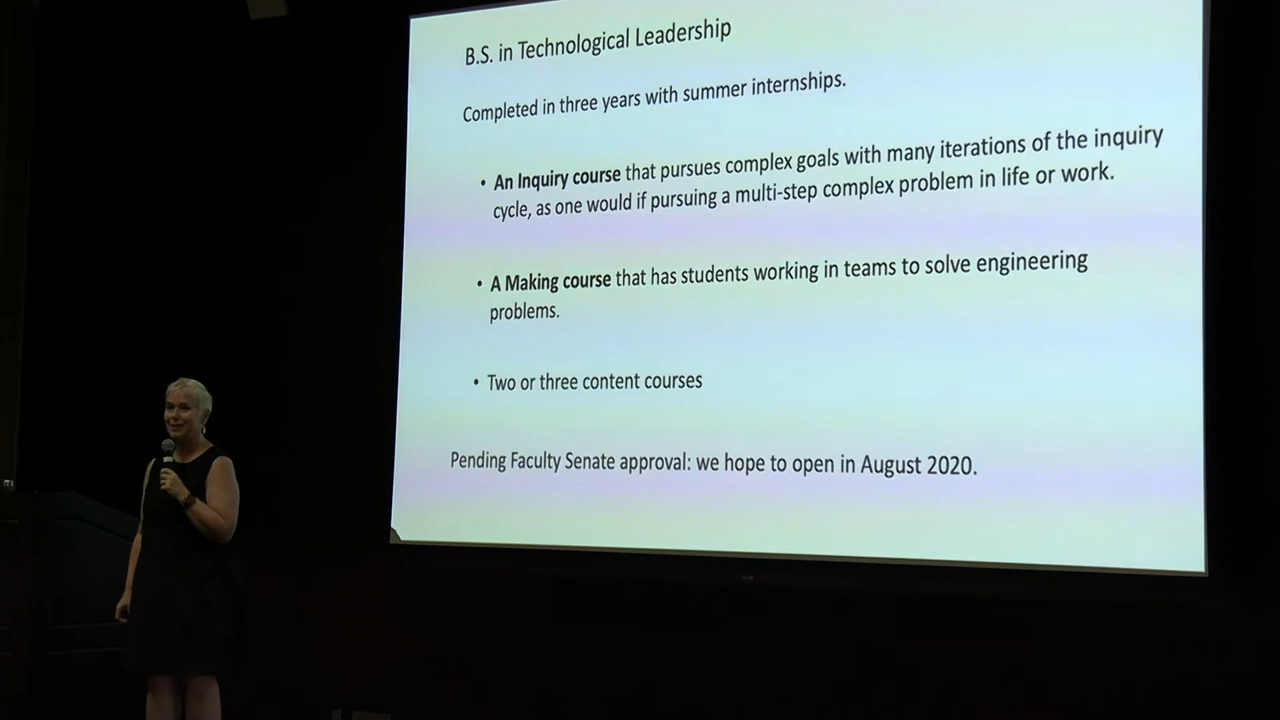 B.S. in Technological Leadership
Completed in three years with summer internships.
• An Inquiry course that pursues complex goals with many iterations of the inquiry
cycle, as one would if pursuing a multi-step complex problem in life or work.
• A Making course that has students working in teams to solve engineering
problems.
• Two or three content courses
Pending Faculty Senate approval: we hope to open in August 2020.